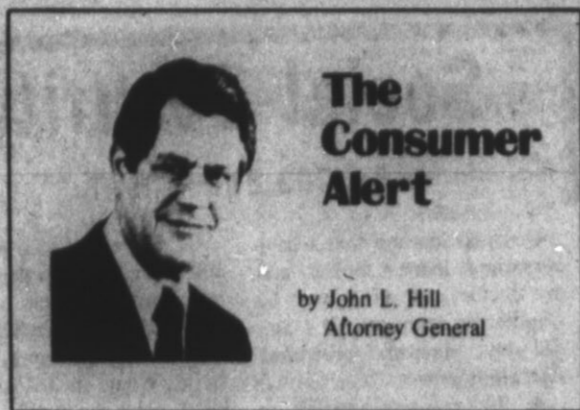 The
Consumer
Alert
by John L. Hill
Attorney General